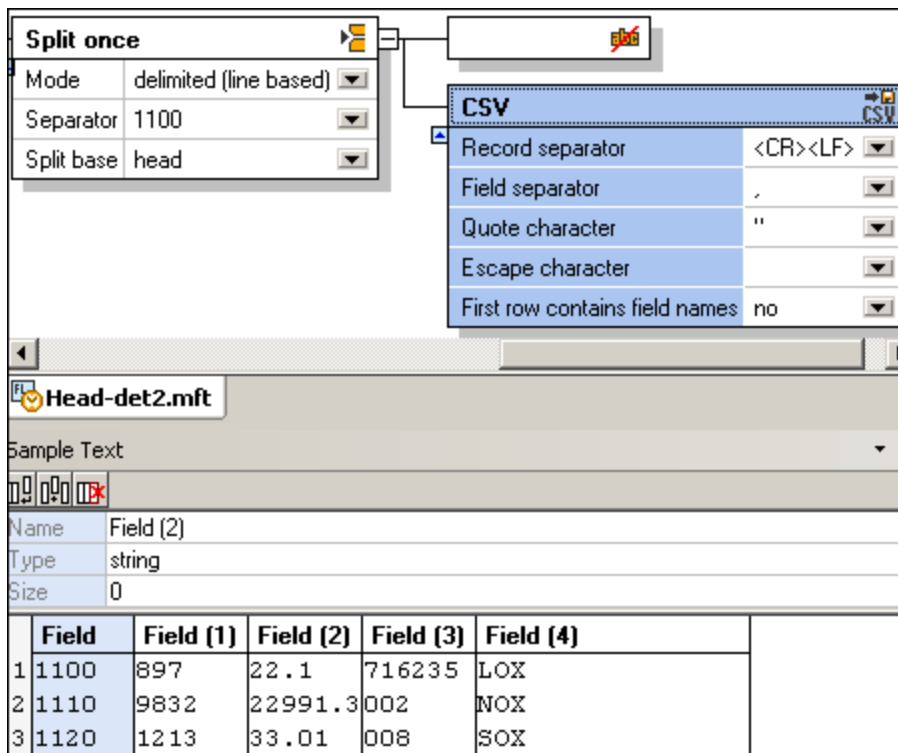 Split once
Mode delimited (line based)
Separator 1100
Split base head
abc
CSV
CSV
Record separator <CR><LF>
Field separator ,
Quote character "
Escape character
First row contains field names no
FL
Head-det2.mft
Sample Text
Name Field (2)
Type string
Size 0
Field Field (1) Field (2) Field (3) Field (4)
1 1100 897 22.1 716235 LOX
2 1110 9832 22991.3 002 NOX
3 1120 1213 33.01 008 SOX